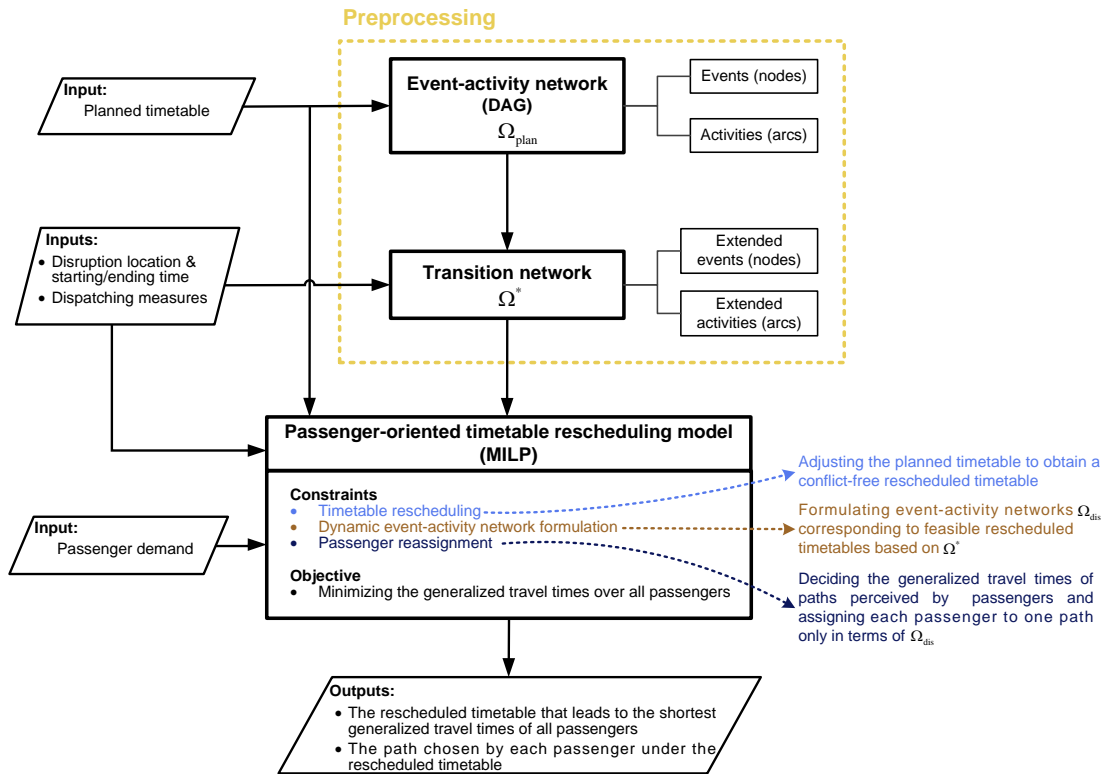 Preprocessing
Input:
Planned timetable
Event-activity network
(DAG)
Ω_plan
Events (nodes)
Activities (arcs)
Inputs:
• Disruption location &
starting/ending time
• Dispatching measures
Transition network
Ω*
Extended
events (nodes)
Extended
activities (arcs)
Passenger-oriented timetable rescheduling model
(MILP)
Input:
Passenger demand
Constraints
• Timetable rescheduling
• Dynamic event-activity network formulation
• Passenger reassignment
Objective
• Minimizing the generalized travel times over all passengers
Adjusting the planned timetable to obtain a
conflict-free rescheduled timetable
Formulating event-activity networks Ω_dis
corresponding to feasible rescheduled
timetables based on Ω*
Deciding the generalized travel times of
paths perceived by passengers and
assigning each passenger to one path
only in terms of Ω_dis
Outputs:
• The rescheduled timetable that leads to the shortest
generalized travel times of all passengers
• The path chosen by each passenger under the
rescheduled timetable